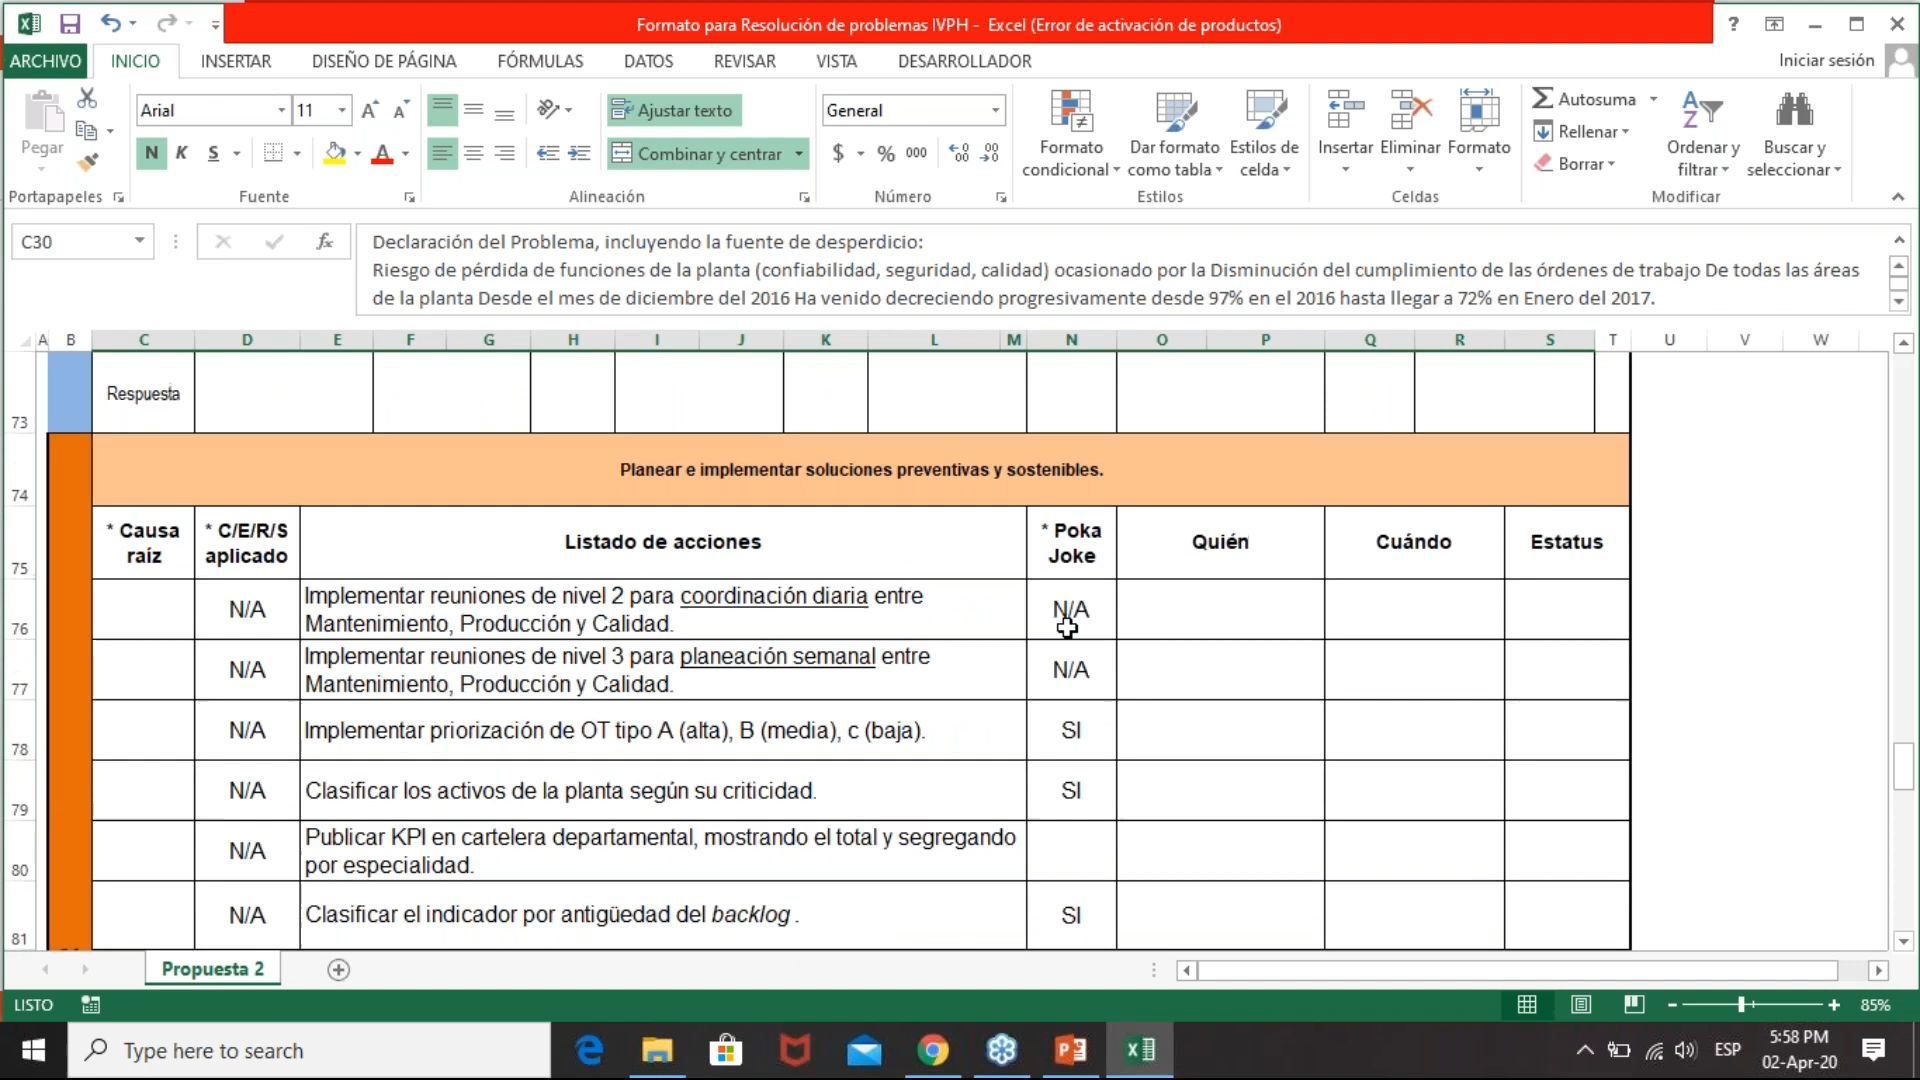 Formato para Resolución de problemas IVPH - Excel (Error de activación de productos)
ARCHIVO INICIO INSERTAR DISEÑO DE PÁGINA FÓRMULAS DATOS REVISAR VISTA DESARROLLADOR Iniciar sesión
Pegar
Portapapeles
Arial 11
N K S
Fuente
Ajustar texto
Combinar y centrar
Alineación
General
$ % 000
Número
Formato condicional
Dar formato como tabla
Estilos de celda
Estilos
Insertar Eliminar Formato
Celdas
Autosuma
Rellenar
Borrar
Ordenar y filtrar
Buscar y seleccionar
Modificar
C30
fx
Declaración del Problema, incluyendo la fuente de desperdicio:
Riesgo de pérdida de funciones de la planta (confiabilidad, seguridad, calidad) ocasionado por la Disminución del cumplimiento de las órdenes de trabajo De todas las áreas
de la planta Desde el mes de diciembre del 2016 Ha venido decreciendo progresivamente desde 97% en el 2016 hasta llegar a 72% en Enero del 2017.
A B C D E F G H I J K L M N O P Q R S T U V W
73 Respuesta
74 Planear e implementar soluciones preventivas y sostenibles.
75 * Causa raíz * C/E/R/S aplicado Listado de acciones * Poka Joke Quién Cuándo Estatus
76 N/A Implementar reuniones de nivel 2 para coordinación diaria entre
Mantenimiento, Producción y Calidad. N/A
77 N/A Implementar reuniones de nivel 3 para planeación semanal entre
Mantenimiento, Producción y Calidad. N/A
78 N/A Implementar priorización de OT tipo A (alta), B (media), c (baja). SI
79 N/A Clasificar los activos de la planta según su criticidad. SI
80 N/A Publicar KPI en cartelera departamental, mostrando el total y segregando
por especialidad.
81 N/A Clasificar el indicador por antigüedad del backlog . SI
Propuesta 2
LISTO 85%
Type here to search
ESP
5:58 PM
02-Apr-20